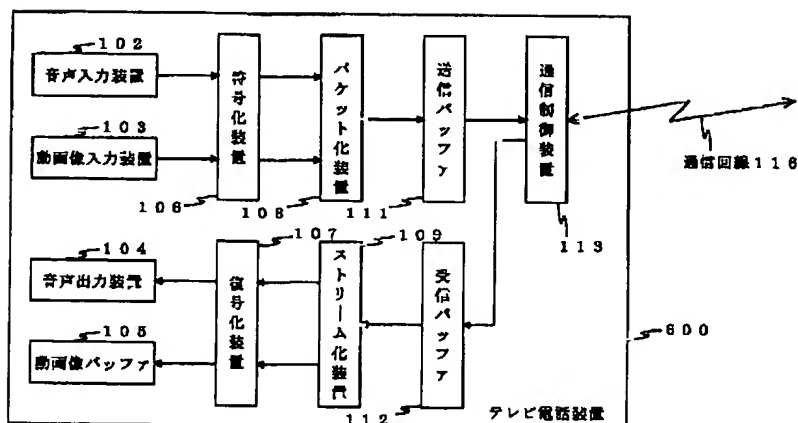 102
音声入力装置
103
動画像入力装置
符号化装置
106
パケット化装置
108
送信バッファ
111
通信制御装置
113
通信回線116
104
音声出力装置
105
動画像バッファ
107
復号化装置
109
ストリーム化装置
受信バッファ
112
600
テレビ電話装置